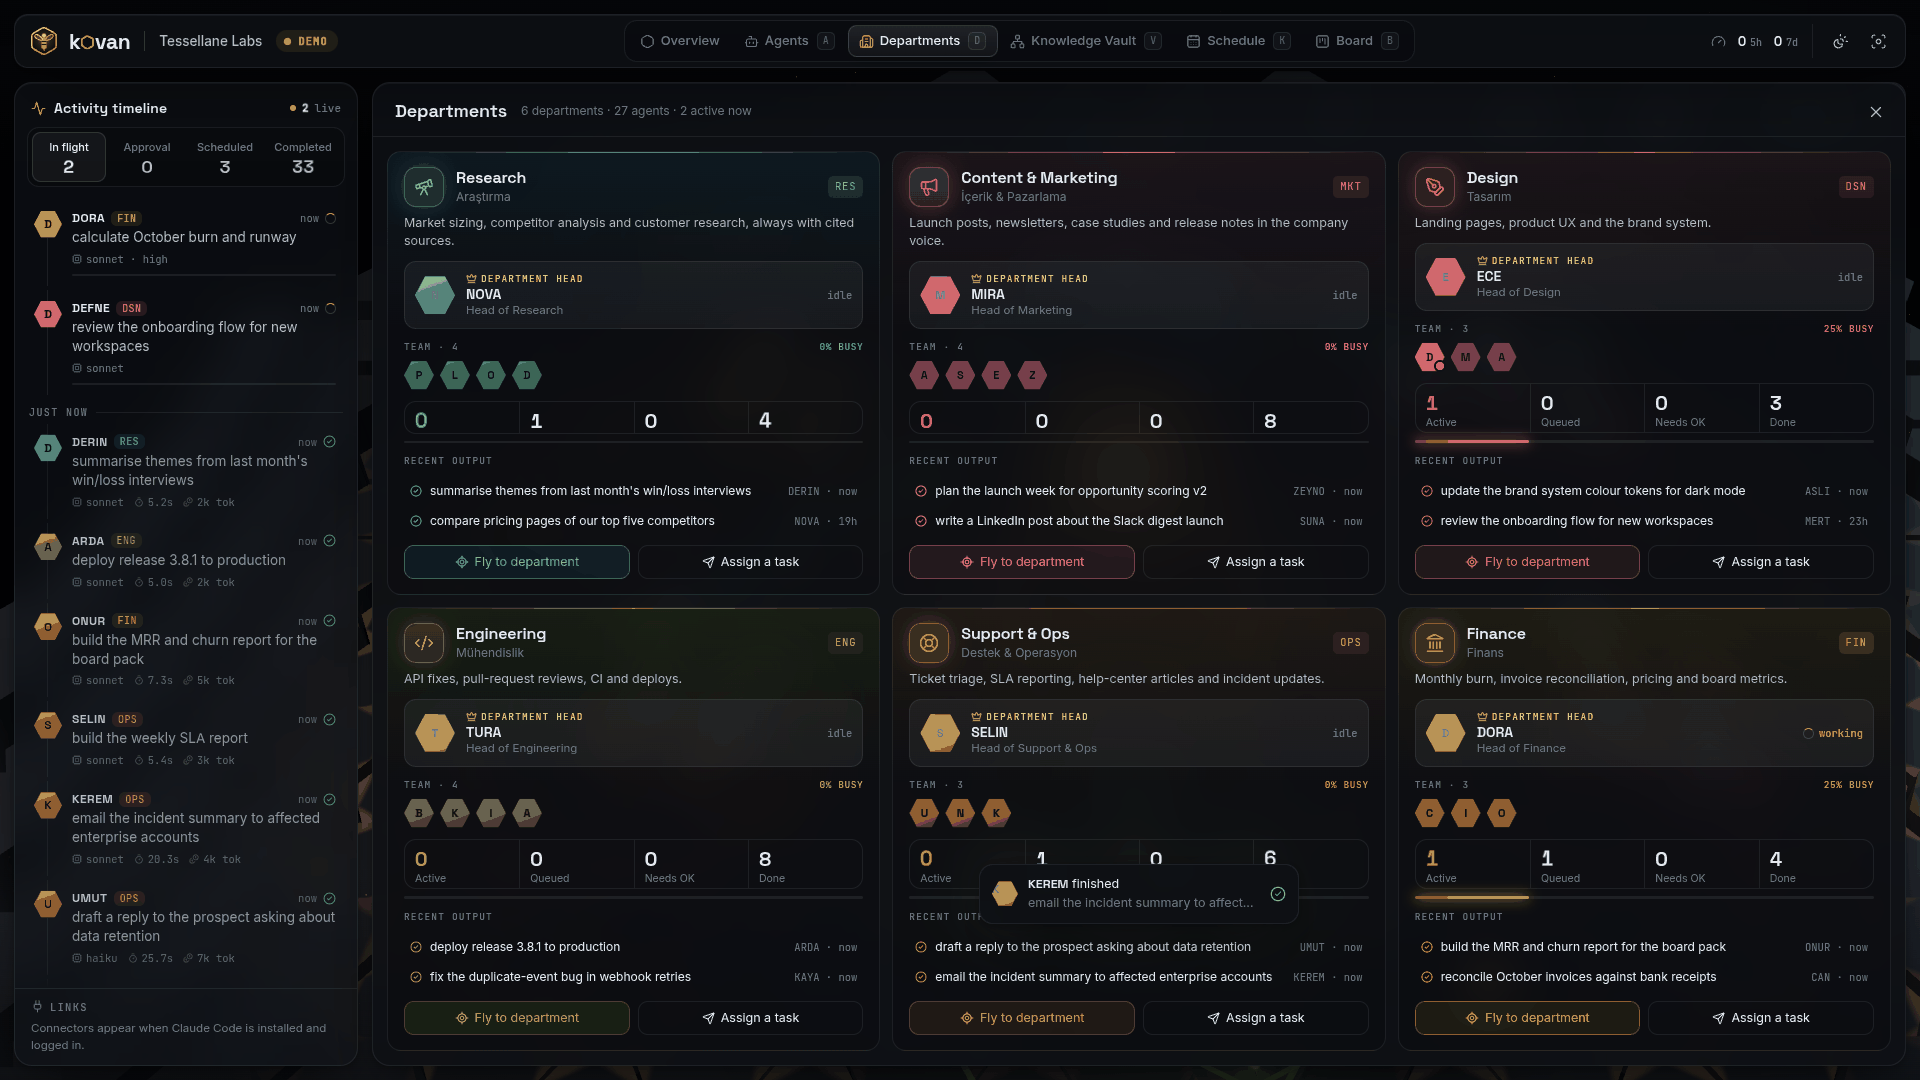 kovan
Tessellane Labs
DEMO
Overview
Agents A
Departments D
Knowledge Vault V
Schedule K
Board B
0 5h 0 7d
Activity timeline
2 live
In flight
2
Approval
0
Scheduled
3
Completed
33
D
DORA FIN now
calculate October burn and runway
sonnet · high
D
DEFNE DSN now
review the onboarding flow for new
workspaces
sonnet
JUST NOW
D
DERIN RES now
summarise themes from last month's
win/loss interviews
sonnet 5.2s 2k tok
A
ARDA ENG now
deploy release 3.8.1 to production
sonnet 5.0s 2k tok
O
ONUR FIN now
build the MRR and churn report for the
board pack
sonnet 7.3s 5k tok
S
SELIN OPS now
build the weekly SLA report
sonnet 5.4s 3k tok
K
KEREM OPS now
email the incident summary to affected
enterprise accounts
sonnet 20.3s 4k tok
U
UMUT OPS now
draft a reply to the prospect asking about
data retention
haiku 25.7s 7k tok
LINKS
Connectors appear when Claude Code is installed and
logged in.
Departments 6 departments · 27 agents · 2 active now
Research
Araştırma
RES
Market sizing, competitor analysis and customer research, always with cited
sources.
DEPARTMENT HEAD
NOVA
Head of Research
idle
TEAM · 4 0% BUSY
P L O D
0 1 0 4
RECENT OUTPUT
summarise themes from last month's win/loss interviews DERIN · now
compare pricing pages of our top five competitors NOVA · 19h
Fly to department
Assign a task
Content & Marketing
İçerik & Pazarlama
MKT
Launch posts, newsletters, case studies and release notes in the company
voice.
M
DEPARTMENT HEAD
MIRA
Head of Marketing
idle
TEAM · 4 0% BUSY
A S E Z
0 0 0 8
RECENT OUTPUT
plan the launch week for opportunity scoring v2 ZEYNO · now
write a LinkedIn post about the Slack digest launch SUNA · now
Fly to department
Assign a task
Design
Tasarım
DSN
Landing pages, product UX and the brand system.
E
DEPARTMENT HEAD
ECE
Head of Design
idle
TEAM · 3 25% BUSY
D M A
1 0 0 3
Active Queued Needs OK Done
RECENT OUTPUT
update the brand system colour tokens for dark mode ASLI · now
review the onboarding flow for new workspaces MERT · 23h
Fly to department
Assign a task
Engineering
Mühendislik
ENG
API fixes, pull-request reviews, CI and deploys.
T
DEPARTMENT HEAD
TURA
Head of Engineering
idle
TEAM · 4 0% BUSY
B K I A
0 0 0 8
Active Queued Needs OK Done
RECENT OUTPUT
deploy release 3.8.1 to production ARDA · now
fix the duplicate-event bug in webhook retries KAYA · now
Fly to department
Assign a task
Support & Ops
Destek & Operasyon
OPS
Ticket triage, SLA reporting, help-center articles and incident updates.
S
DEPARTMENT HEAD
SELIN
Head of Support & Ops
idle
TEAM · 3 0% BUSY
U N K
0 1 0 6
Active
KEREM finished
email the incident summary to affect...
RECENT OUT
draft a reply to the prospect asking about data retention UMUT · now
email the incident summary to affected enterprise accounts KEREM · now
Fly to department
Assign a task
Finance
Finans
FIN
Monthly burn, invoice reconciliation, pricing and board metrics.
D
DEPARTMENT HEAD
DORA
Head of Finance
working
TEAM · 3 25% BUSY
C I O
1 1 0 4
Active Queued Needs OK Done
RECENT OUTPUT
build the MRR and churn report for the board pack ONUR · now
reconcile October invoices against bank receipts CAN · now
Fly to department
Assign a task